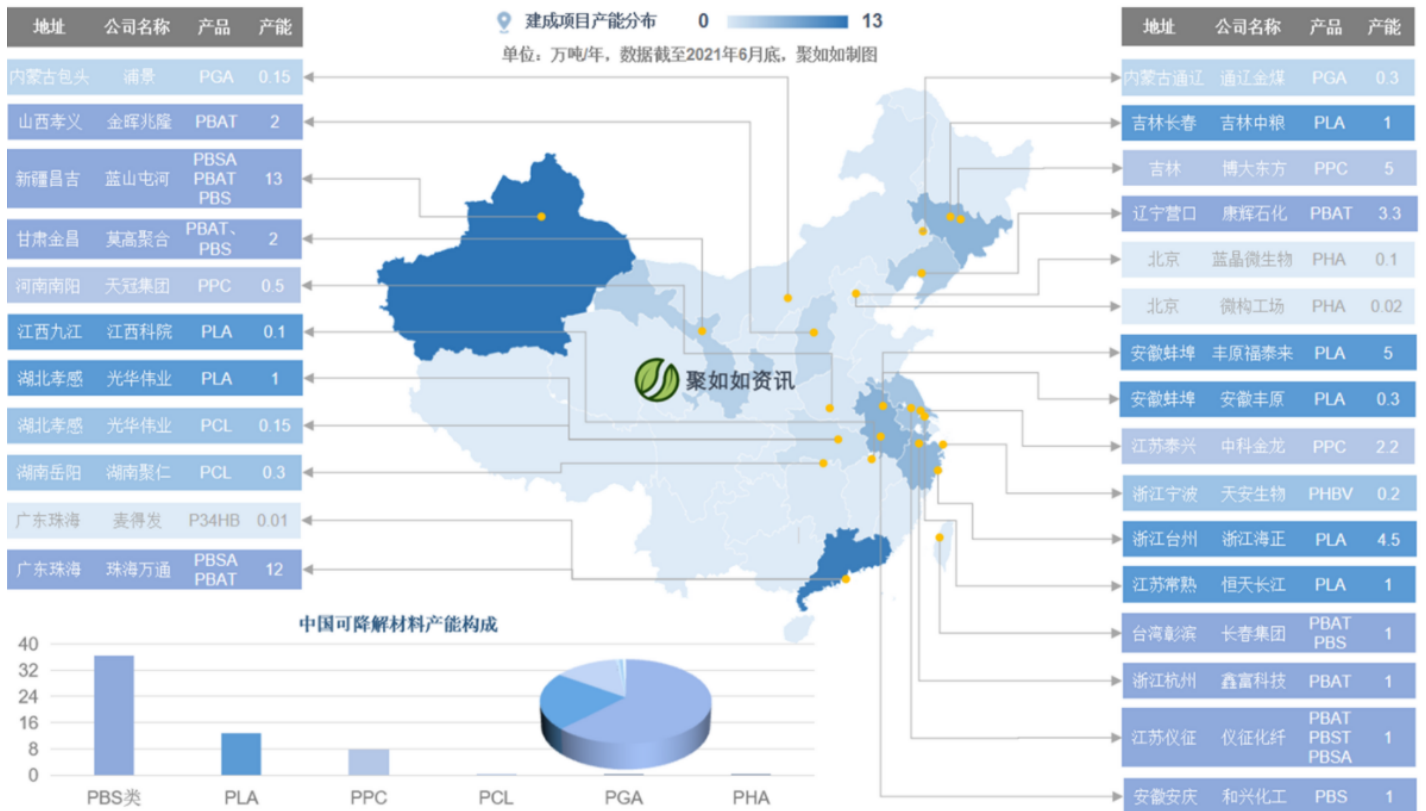 建成项目产能分布 0 13
单位：万吨/年，数据截至2021年6月底，聚如如制图
地址 公司名称 产品 产能
内蒙古包头 浦景 PGA 0.15
山西孝义 金晖兆隆 PBAT 2
新疆昌吉 蓝山屯河 PBSA
PBAT
PBS 13
甘肃金昌 莫高聚合 PBAT、
PBS 2
河南南阳 天冠集团 PPC 0.5
江西九江 江西科院 PLA 0.1
湖北孝感 光华伟业 PLA 1
湖北孝感 光华伟业 PCL 0.15
湖南岳阳 湖南聚仁 PCL 0.3
广东珠海 麦得发 P34HB 0.01
广东珠海 珠海万通 PBSA
PBAT 12
聚如如资讯
地址 公司名称 产品 产能
内蒙古通辽 通辽金煤 PGA 0.3
吉林长春 吉林中粮 PLA 1
吉林 博大东方 PPC 5
辽宁营口 康辉石化 PBAT 3.3
北京 蓝晶微生物 PHA 0.1
北京 微构工场 PHA 0.02
安徽蚌埠 丰原福泰来 PLA 5
安徽蚌埠 安徽丰原 PLA 0.3
江苏泰兴 中科金龙 PPC 2.2
浙江宁波 天安生物 PHBV 0.2
浙江台州 浙江海正 PLA 4.5
江苏常熟 恒天长江 PLA 1
台湾彰滨 长春集团 PBAT
PBS 1
浙江杭州 鑫富科技 PBAT 1
江苏仪征 仪征化纤 PBAT
PBST
PBSA 1
安徽安庆 和兴化工 PBS 1
中国可降解材料产能构成
40
32
24
16
8
0
PBS类 PLA PPC PCL PGA PHA